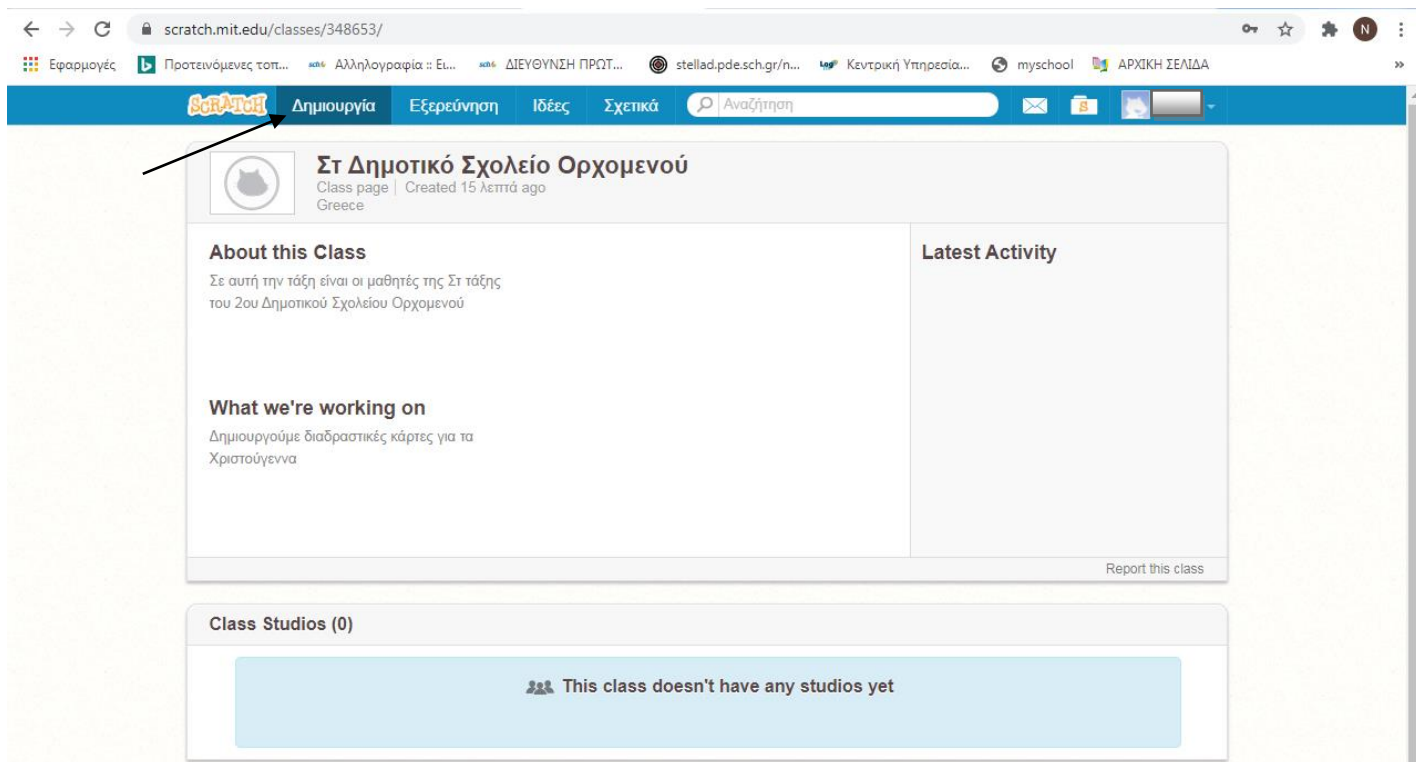 scratch.mit.edu/classes/348653/
N
Εφαρμογές Προτεινόμενες τοπ... Αλληλογραφία :: Ει... ΔΙΕΥΘΥΝΣΗ ΠΡΩΤ... stellad.pde.sch.gr/n... Κεντρική Υπηρεσία... myschool ΑΡΧΙΚΗ ΣΕΛΙΔΑ »
SCRATCH Δημιουργία Εξερεύνηση Ιδέες Σχετικά Αναζήτηση S
Στ Δημοτικό Σχολείο Ορχομενού
Class page | Created 15 λεπτά ago
Greece
About this Class
Σε αυτή την τάξη είναι οι μαθητές της Στ τάξης
του 2ου Δημοτικού Σχολείου Ορχομενού
Latest Activity
What we're working on
Δημιουργούμε διαδραστικές κάρτες για τα
Χριστούγεννα
Report this class
Class Studios (0)
This class doesn't have any studios yet